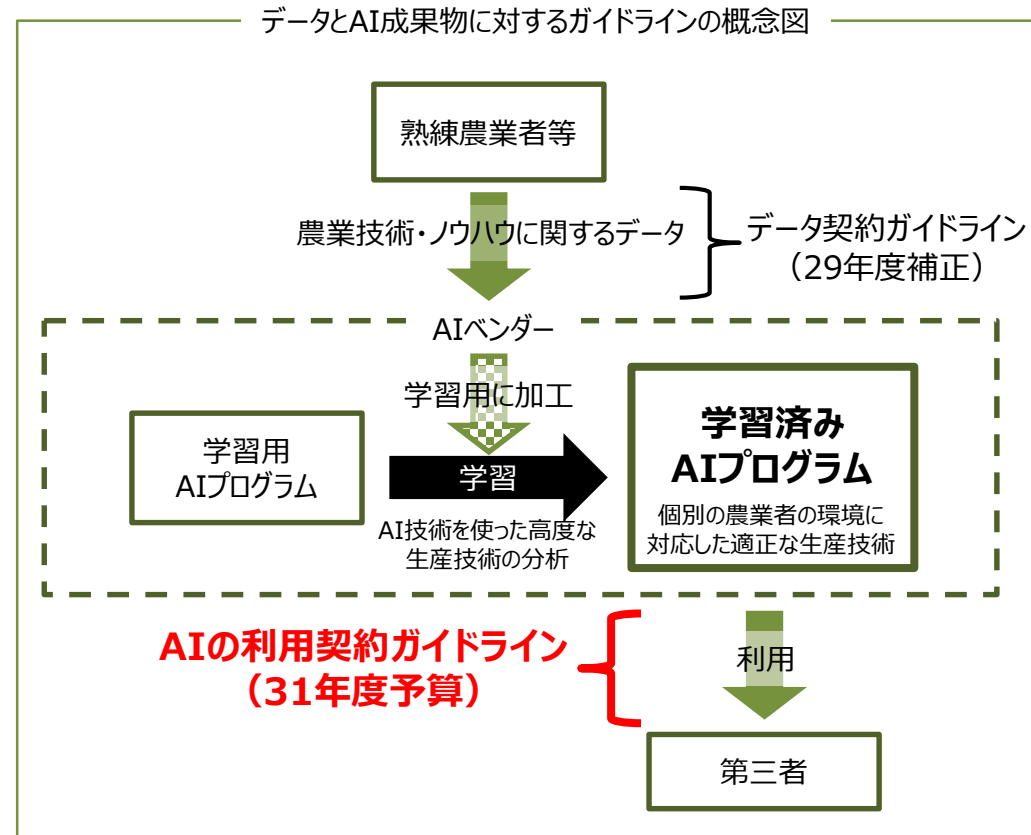 データとAI成果物に対するガイドラインの概念図
熟練農業者等
農業技術・ノウハウに関するデータ
データ契約ガイドライン
（29年度補正）
AIベンダー
学習用に加工
学習用
AIプログラム
学習
AI技術を使った高度な
生産技術の分析
学習済み
AIプログラム
個別の農業者の環境に
対応した適正な生産技術
AIの利用契約ガイドライン
（31年度予算）
利用
第三者